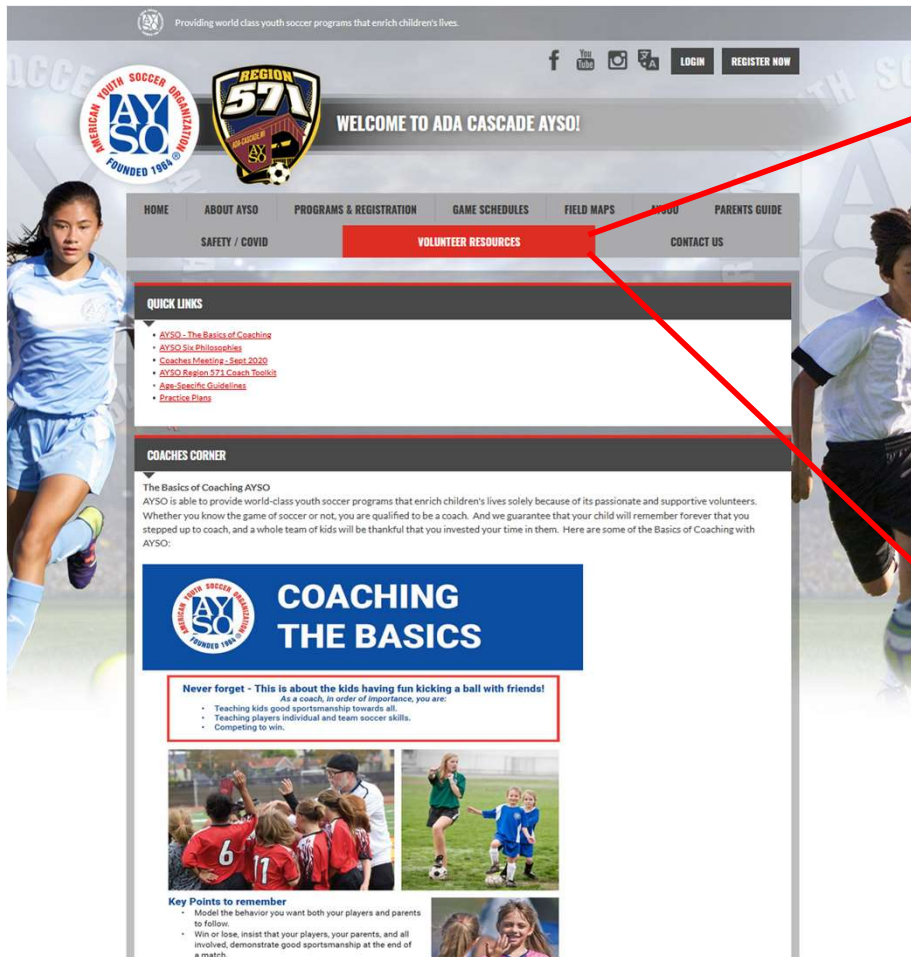 Providing world class youth soccer programs that enrich children's lives.
You
Tube
LOGIN
REGISTER NOW
AMERICAN YOUTH SOCCER ORGANIZATION
AYSO
FOUNDED 1964 ®
REGION
571
ADA-CASCADE, MI
AYSO
WELCOME TO ADA CASCADE AYSO!
HOME ABOUT AYSO PROGRAMS & REGISTRATION GAME SCHEDULES FIELD MAPS PARENTS GUIDE
SAFETY / COVID VOLUNTEER RESOURCES CONTACT US
QUICK LINKS
• AYSO - The Basics of Coaching
• AYSO Six Philosophies
• Coaches Meeting - Sept 2020
• AYSO Region 571 Coach Toolkit
• Age-Specific Guidelines
• Practice Plans
COACHES CORNER
The Basics of Coaching AYSO
AYSO is able to provide world-class youth soccer programs that enrich children's lives solely because of its passionate and supportive volunteers.
Whether you know the game of soccer or not, you are qualified to be a coach. And we guarantee that your child will remember forever that you
stepped up to coach, and a whole team of kids will be thankful that you invested your time in them. Here are some of the Basics of Coaching with
AYSO:
AMERICAN YOUTH SOCCER ORGANIZATION
AYSO
FOUNDED 1964
COACHING
THE BASICS
Never forget - This is about the kids having fun kicking a ball with friends!
As a coach, in order of importance, you are:
• Teaching kids good sportsmanship towards all.
• Teaching players individual and team soccer skills.
• Competing to win.
6
11
Key Points to remember
• Model the behavior you want both your players and parents
to follow.
• Win or lose, insist that your players, your parents, and all
involved, demonstrate good sportsmanship at the end of
a match.